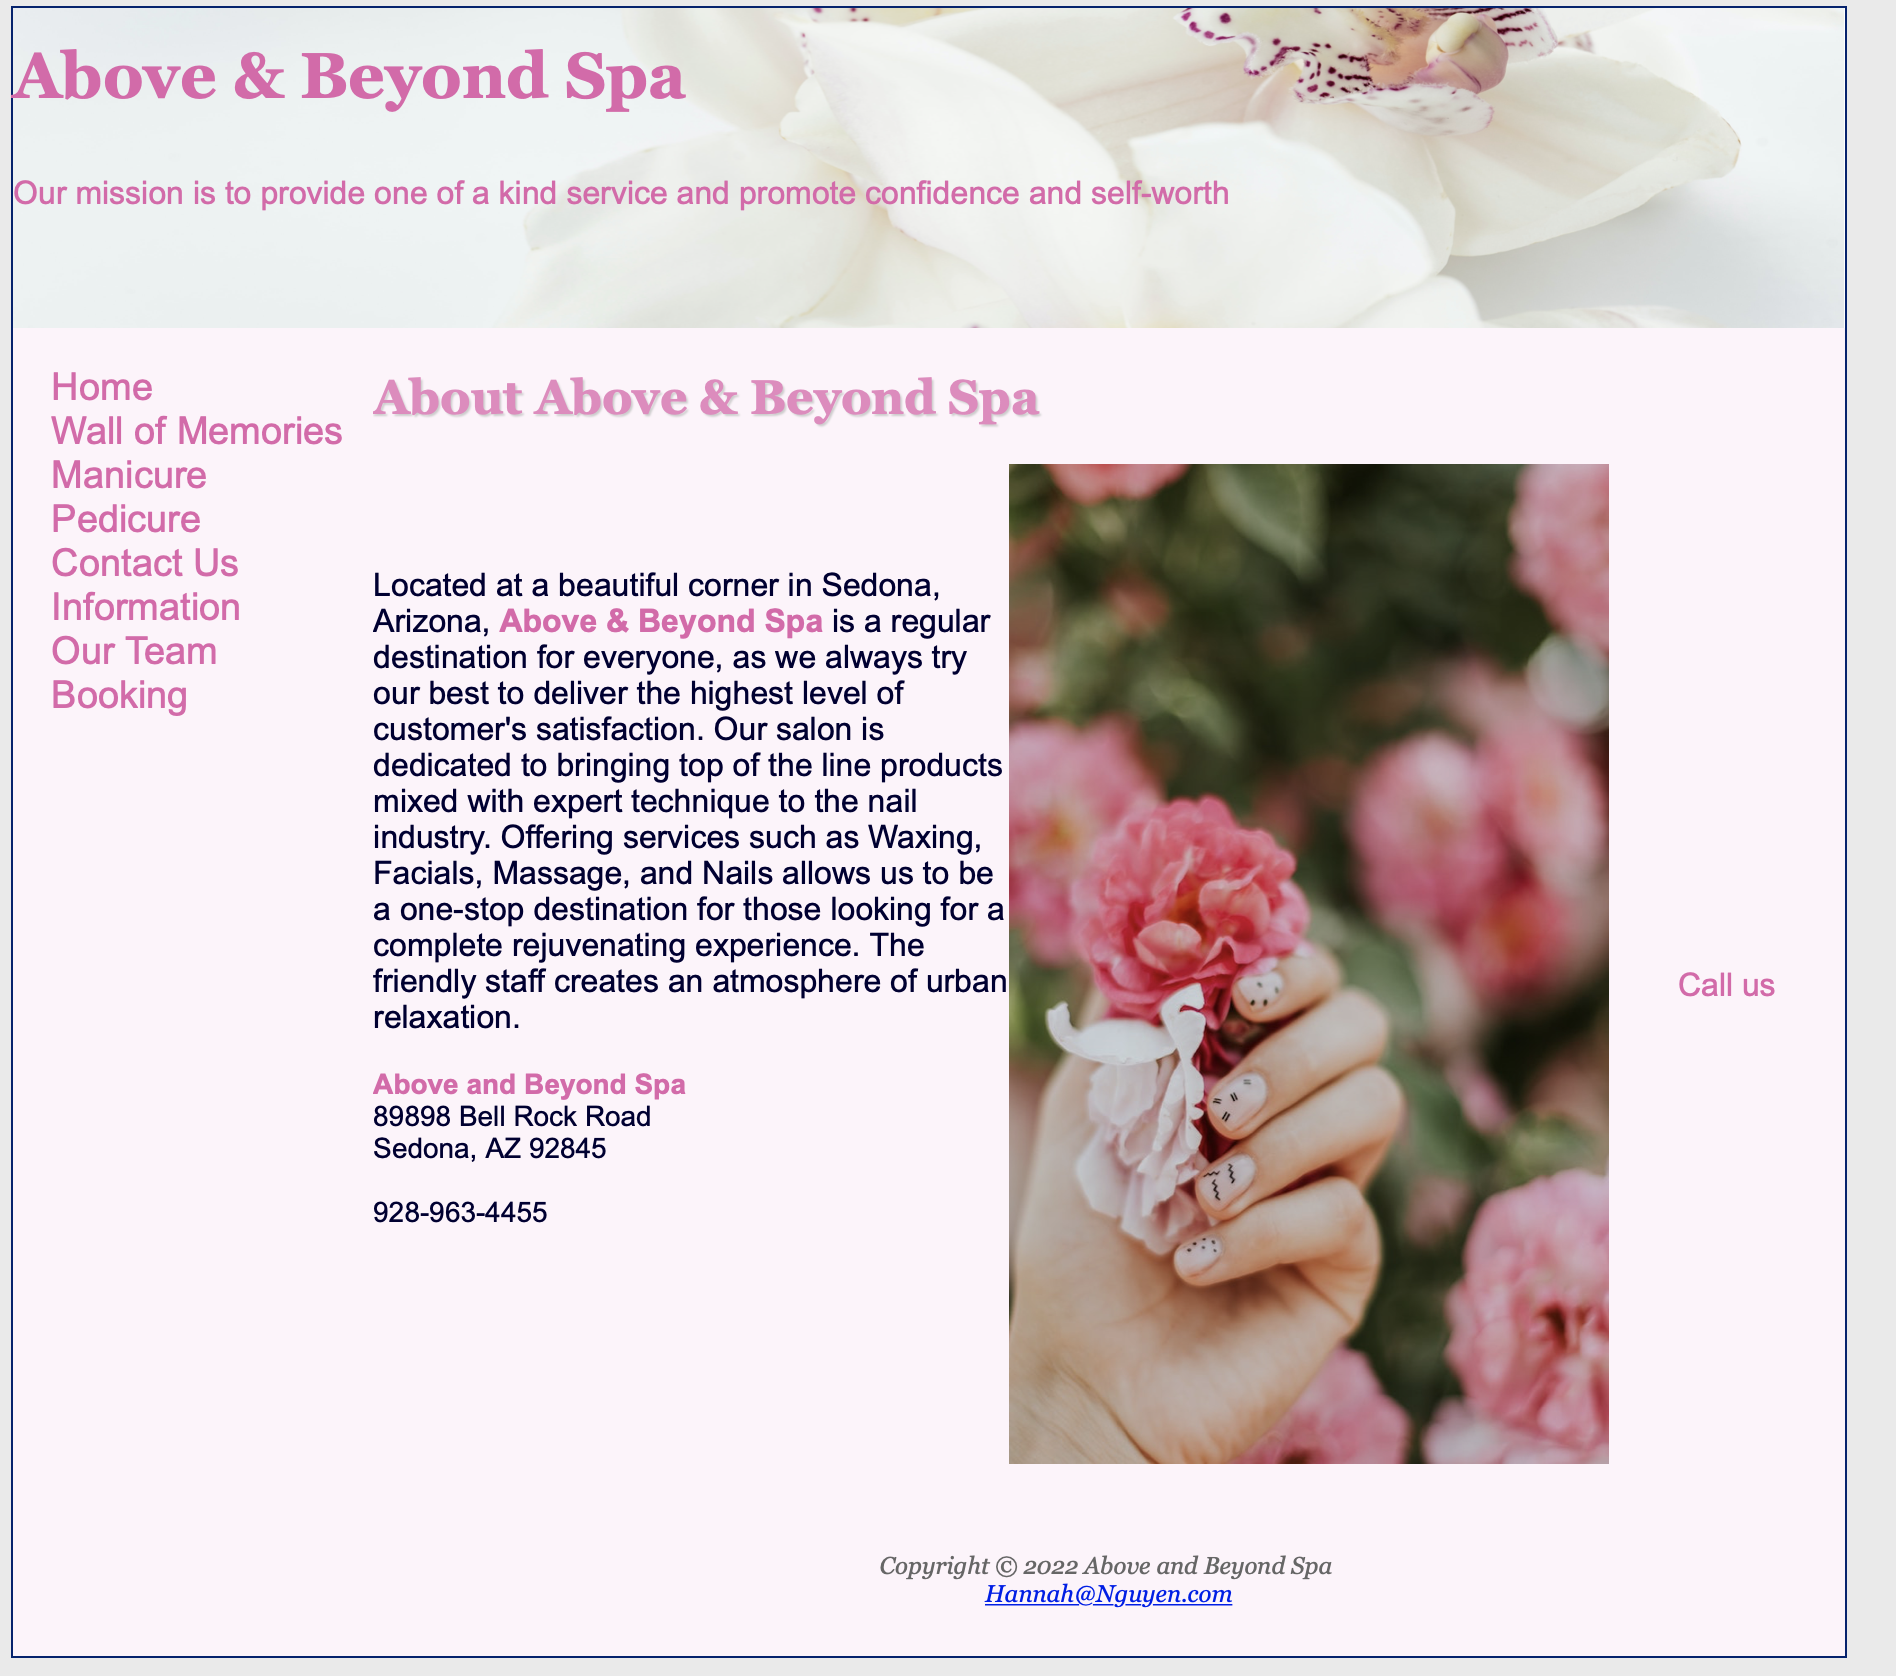 Above & Beyond Spa
Our mission is to provide one of a kind service and promote confidence and self-worth
Home
Wall of Memories
Manicure
Pedicure
Contact Us
Information
Our Team
Booking
About Above & Beyond Spa
Located at a beautiful corner in Sedona,
Arizona, Above & Beyond Spa is a regular
destination for everyone, as we always try
our best to deliver the highest level of
customer's satisfaction. Our salon is
dedicated to bringing top of the line products
mixed with expert technique to the nail
industry. Offering services such as Waxing,
Facials, Massage, and Nails allows us to be
a one-stop destination for those looking for a
complete rejuvenating experience. The
friendly staff creates an atmosphere of urban
relaxation.
Above and Beyond Spa
89898 Bell Rock Road
Sedona, AZ 92845
928-963-4455
Call us
Copyright © 2022 Above and Beyond Spa
Hannah@Nguyen.com